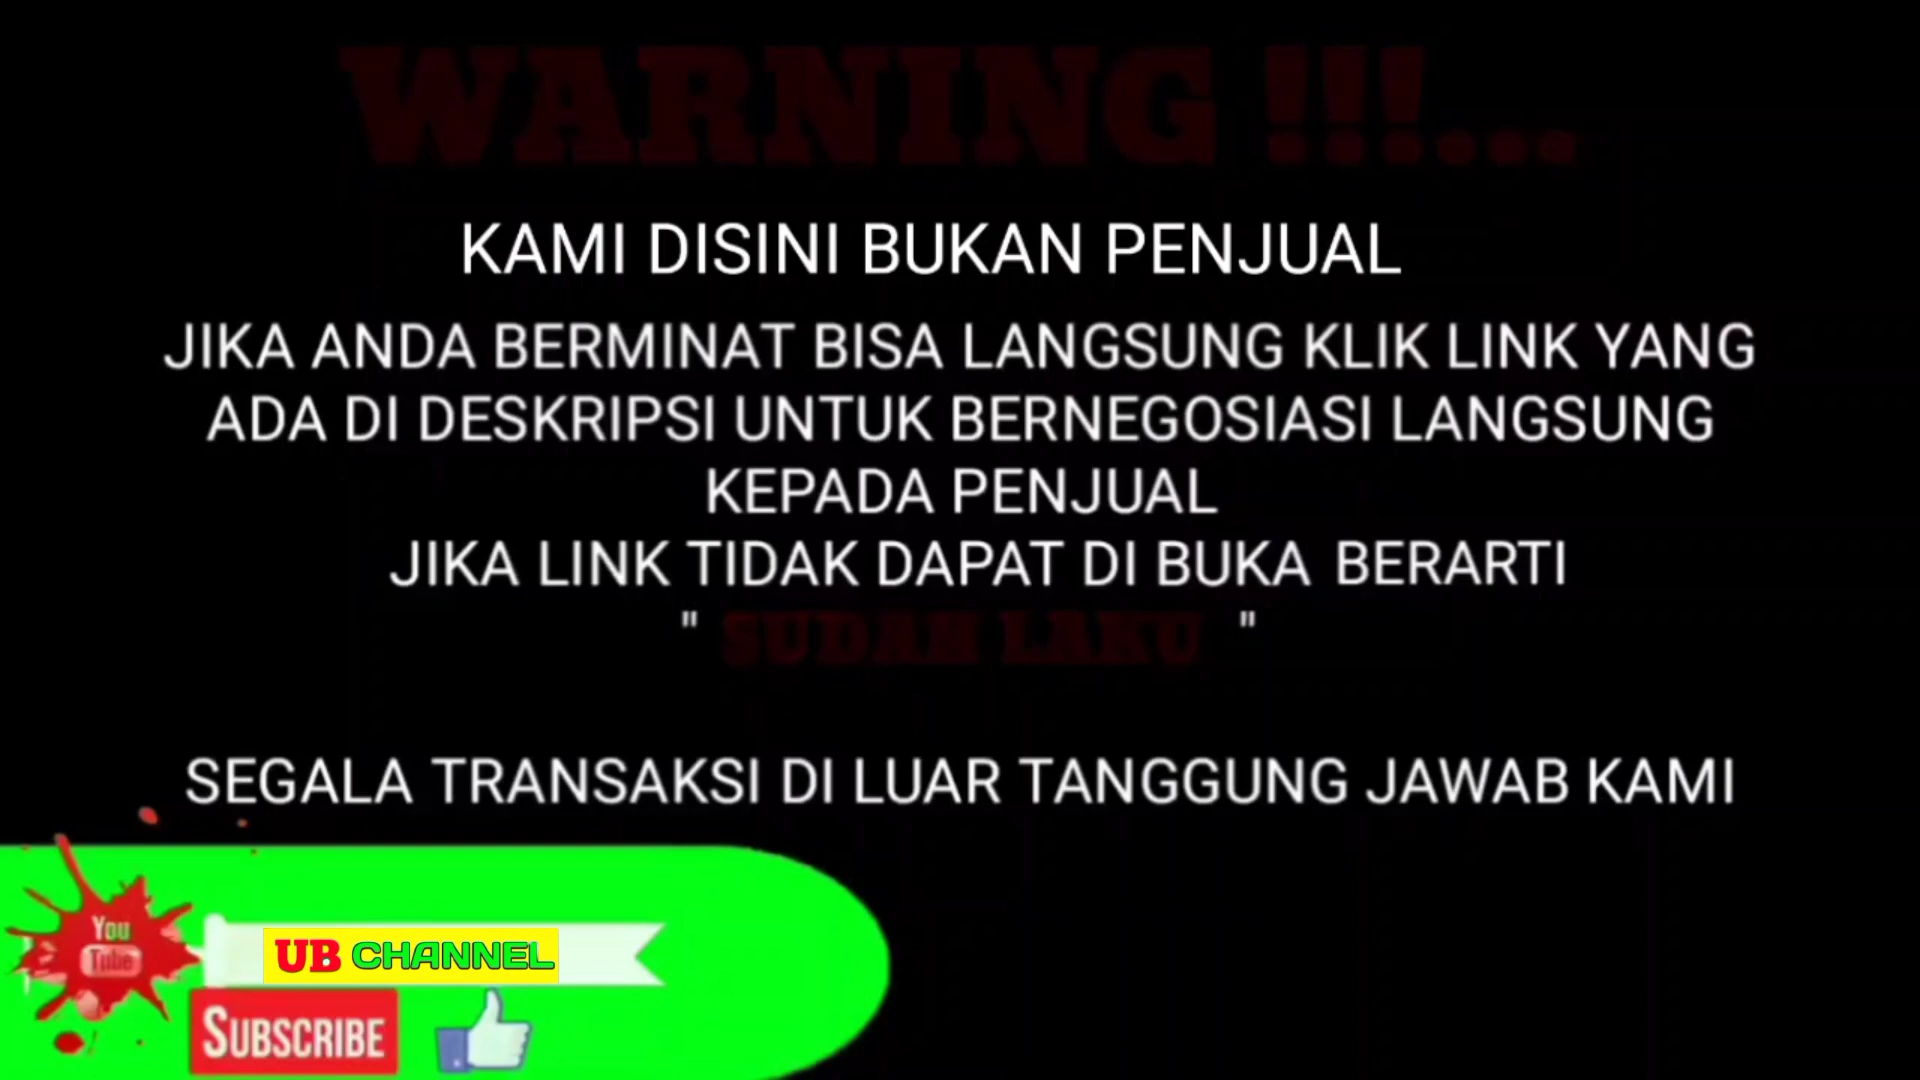 WARNING !!!...
KAMI DISINI BUKAN PENJUAL
JIKA ANDA BERMINAT BISA LANGSUNG KLIK LINK YANG
ADA DI DESKRIPSI UNTUK BERNEGOSIASI LANGSUNG
KEPADA PENJUAL
JIKA LINK TIDAK DAPAT DI BUKA BERARTI
" SUDAH LAKU "
SEGALA TRANSAKSI DI LUAR TANGGUNG JAWAB KAMI
You
Tube
UB CHANNEL
SUBSCRIBE